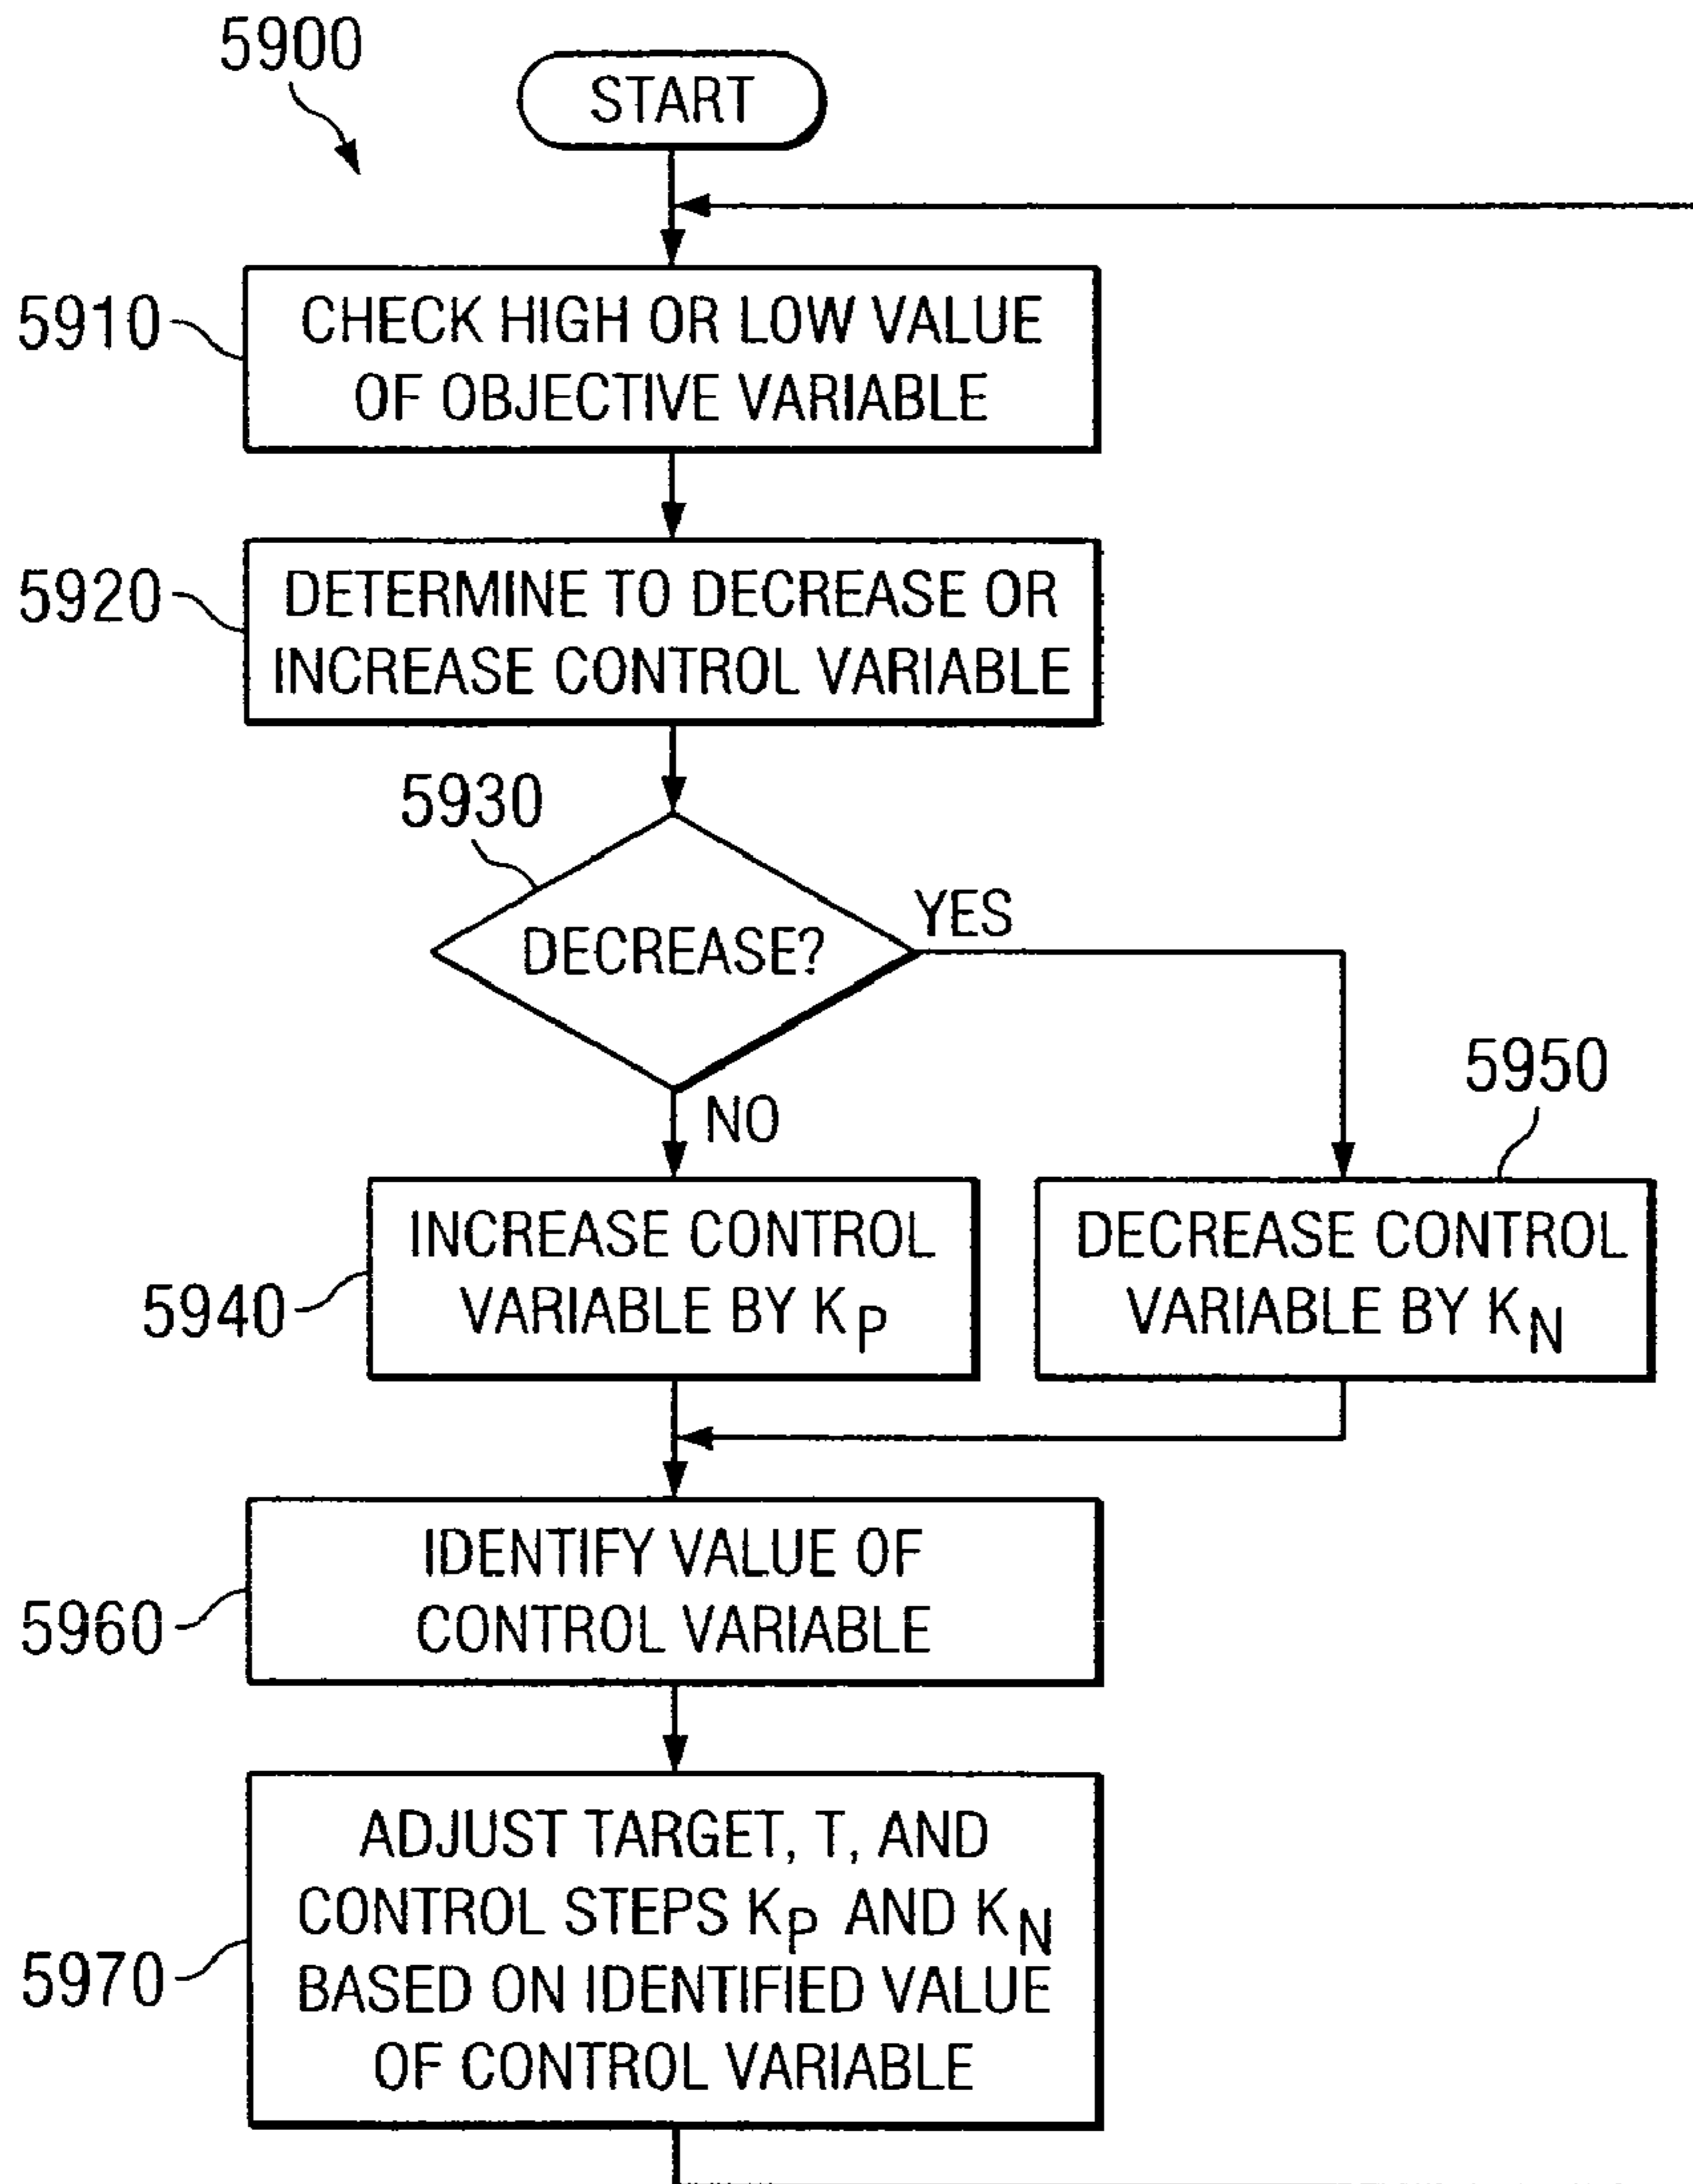 5900
START
5910
CHECK HIGH OR LOW VALUE
OF OBJECTIVE VARIABLE
5920
DETERMINE TO DECREASE OR
INCREASE CONTROL VARIABLE
5930
DECREASE?
YES
NO
5940
INCREASE CONTROL
VARIABLE BY KP
5950
DECREASE CONTROL
VARIABLE BY KN
5960
IDENTIFY VALUE OF
CONTROL VARIABLE
5970
ADJUST TARGET, T, AND
CONTROL STEPS KP AND KN
BASED ON IDENTIFIED VALUE
OF CONTROL VARIABLE